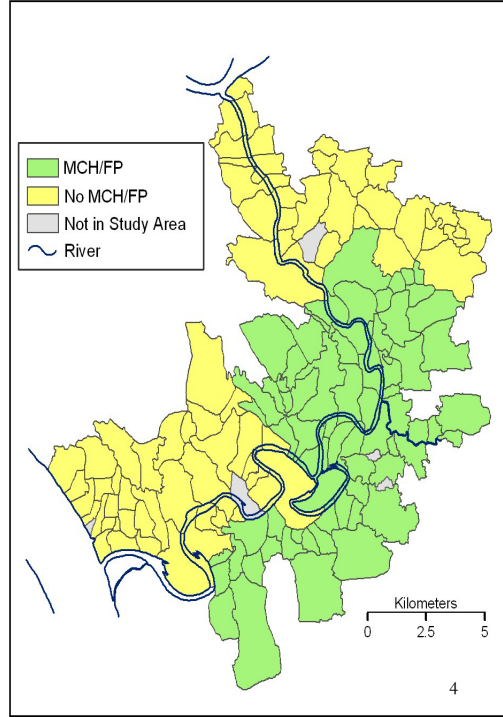 MCH/FP
No MCH/FP
Not in Study Area
River
Kilometers
0 2.5 5
4